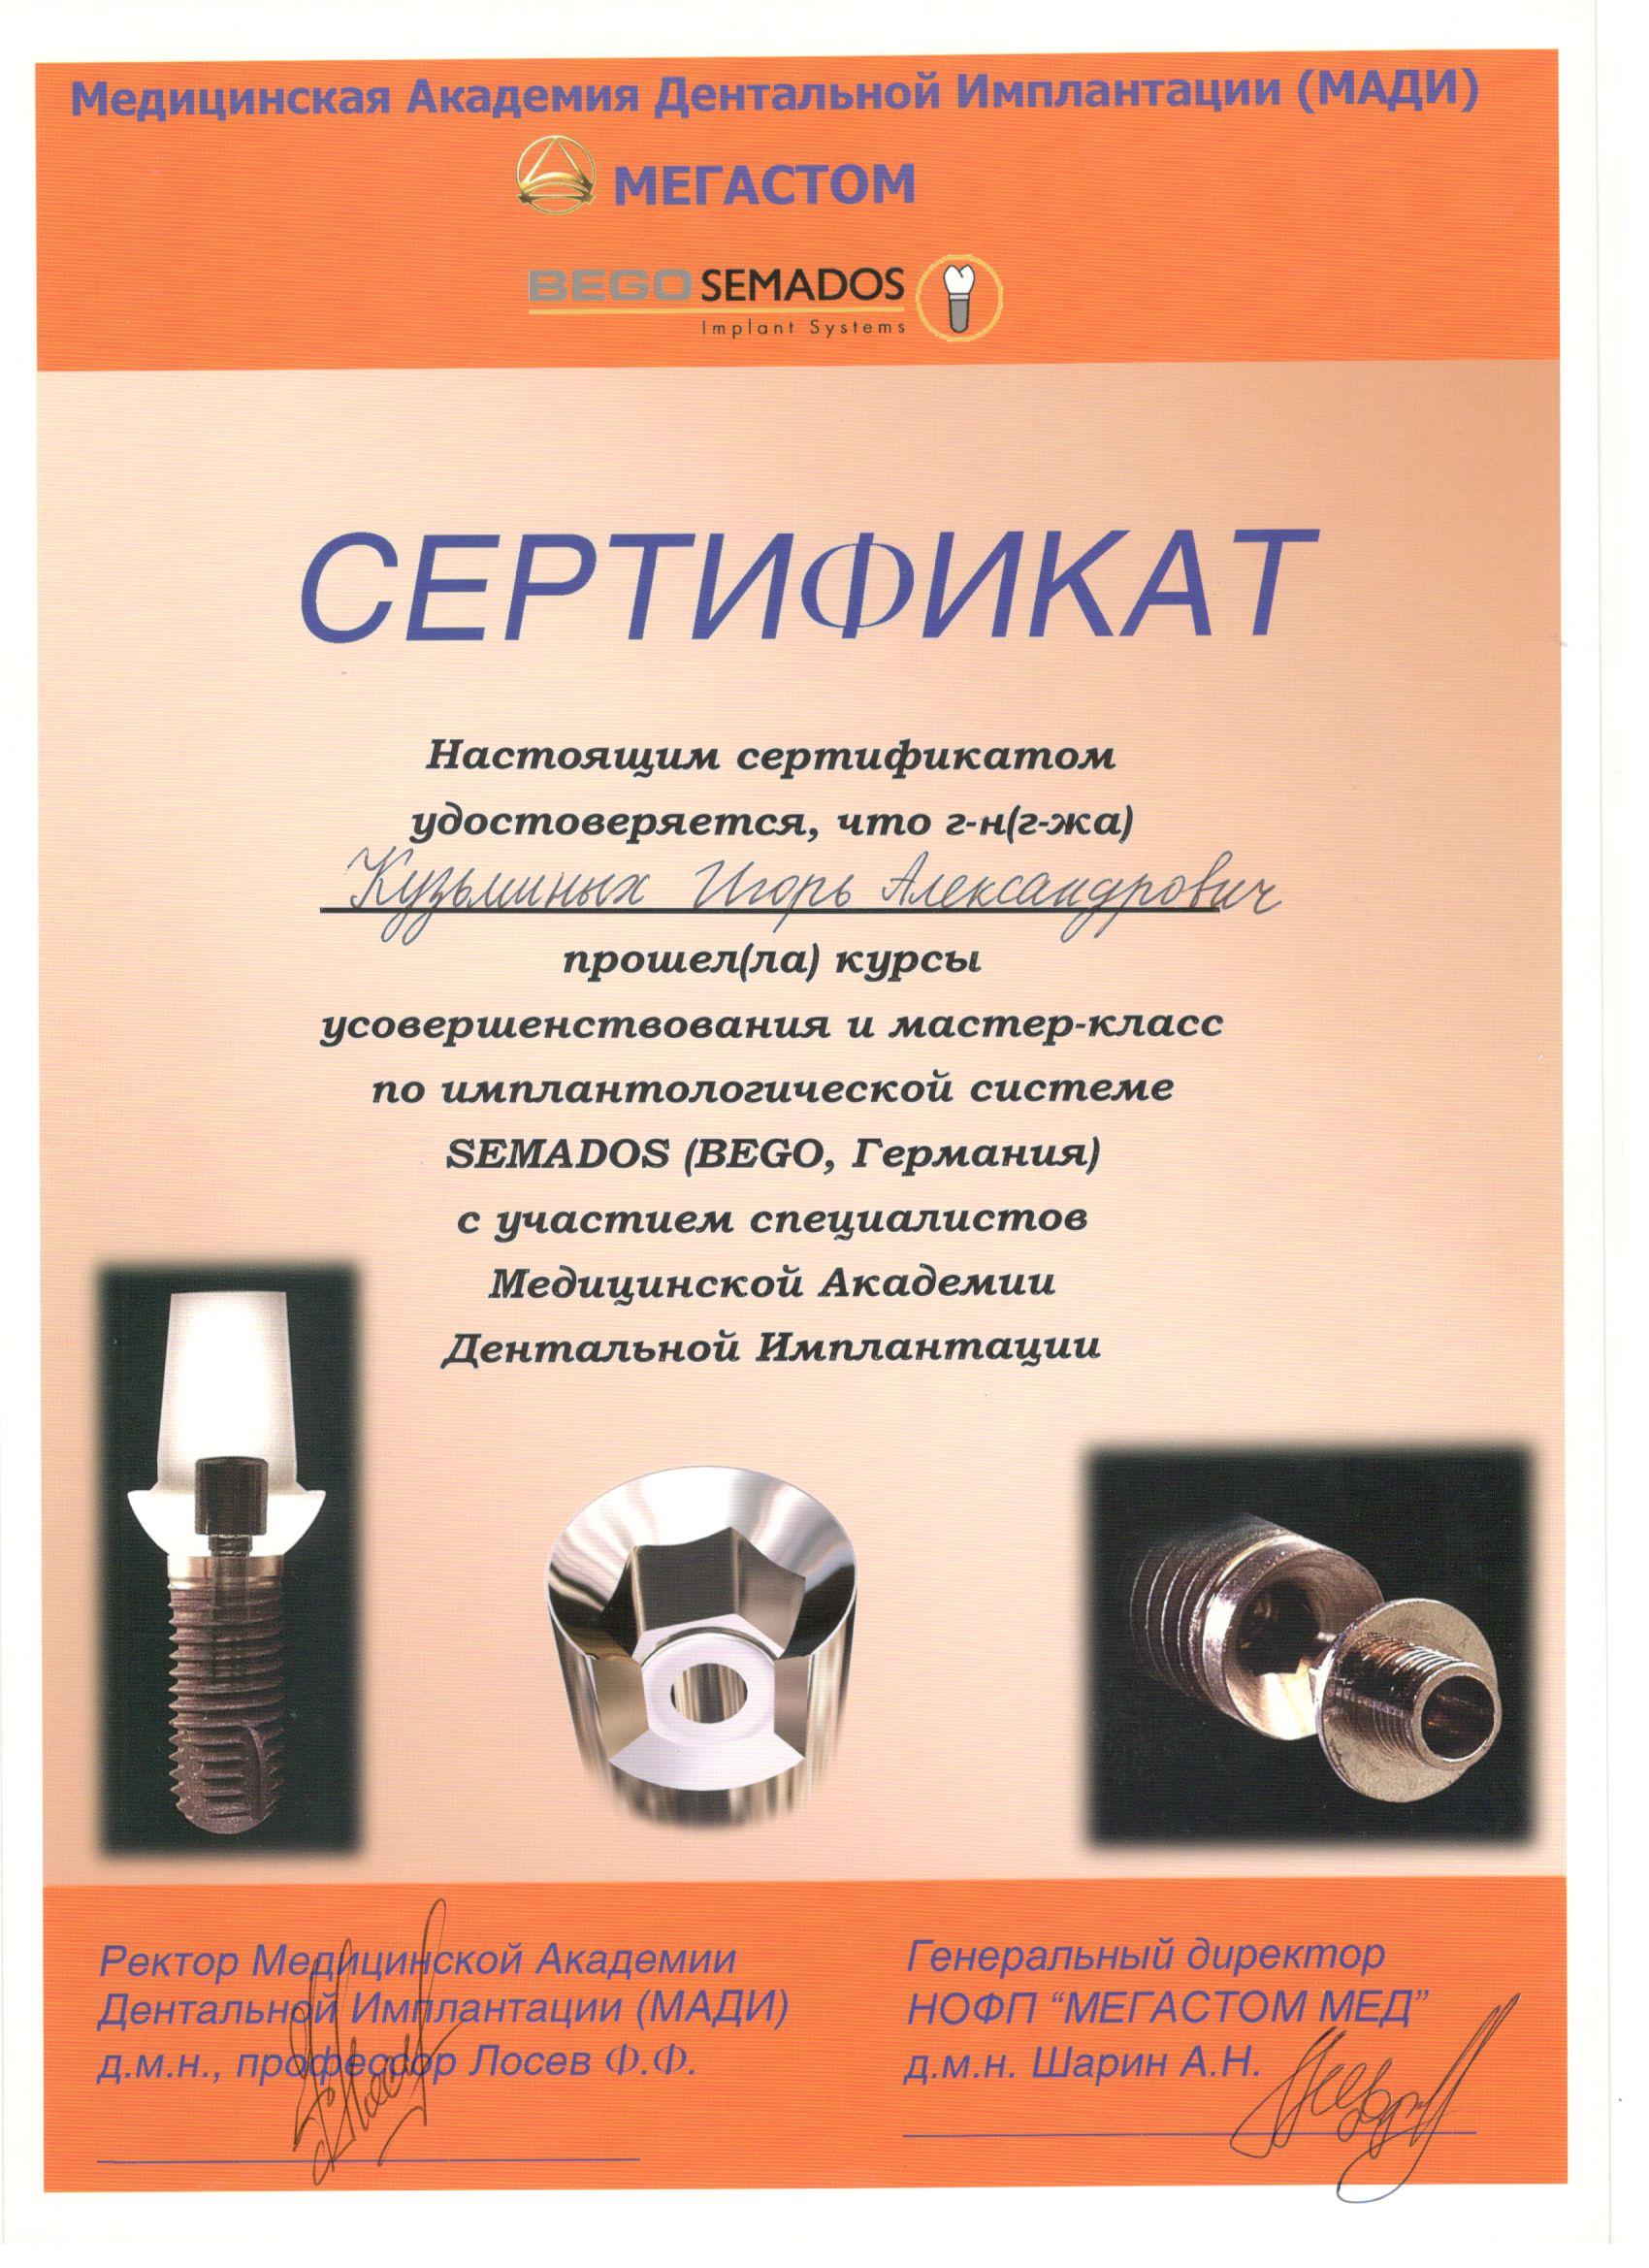 Медицинская Академия Дентальной Имплантации (МАДИ)
МЕГАСТОМ
BEGO SEMADOS
Implant Systems
СЕРТИФИКАТ
Настоящим сертификатом
удостоверяется, что г-н(г-жа)
Кузьминых Игорь Александрович
прошел(ла) курсы
усовершенствования и мастер-класс
по имплантологической системе
SEMADOS (BEGO, Германия)
с участием специалистов
Медицинской Академии
Дентальной Имплантации
Ректор Медицинской Академии
Дентальной Имплантации (МАДИ)
д.м.н., профессор Лосев Ф.Ф.
Генеральный директор
НОФП “МЕГАСТОМ МЕД”
д.м.н. Шарин А.Н.